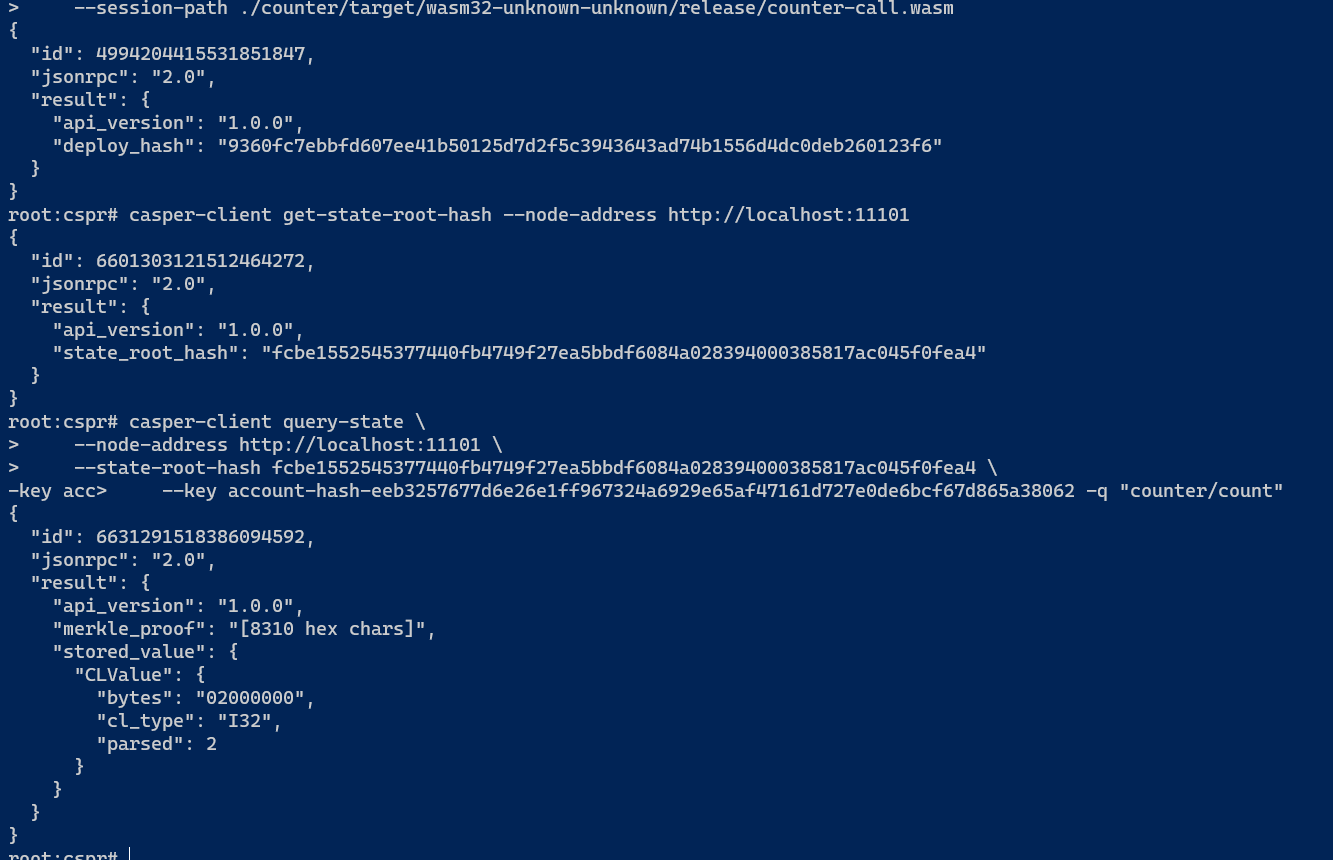 >     --session-path ./counter/target/wasm32-unknown-unknown/release/counter-call.wasm
{
  "id": 4994204415531851847,
  "jsonrpc": "2.0",
  "result": {
    "api_version": "1.0.0",
    "deploy_hash": "9360fc7ebbfd607ee41b50125d7d2f5c3943643ad74b1556d4dc0deb260123f6"
  }
}
root:cspr# casper-client get-state-root-hash --node-address http://localhost:11101
{
  "id": 6601303121512464272,
  "jsonrpc": "2.0",
  "result": {
    "api_version": "1.0.0",
    "state_root_hash": "fcbe1552545377440fb4749f27ea5bbdf6084a028394000385817ac045f0fea4"
  }
}
root:cspr# casper-client query-state \
>     --node-address http://localhost:11101 \
>     --state-root-hash fcbe1552545377440fb4749f27ea5bbdf6084a028394000385817ac045f0fea4 \
-key acc>     --key account-hash-eeb3257677d6e26e1ff967324a6929e65af47161d727e0de6bcf67d865a38062 -q "counter/count"
{
  "id": 6631291518386094592,
  "jsonrpc": "2.0",
  "result": {
    "api_version": "1.0.0",
    "merkle_proof": "[8310 hex chars]",
    "stored_value": {
      "CLValue": {
        "bytes": "02000000",
        "cl_type": "I32",
        "parsed": 2
      }
    }
  }
}
root:cspr#